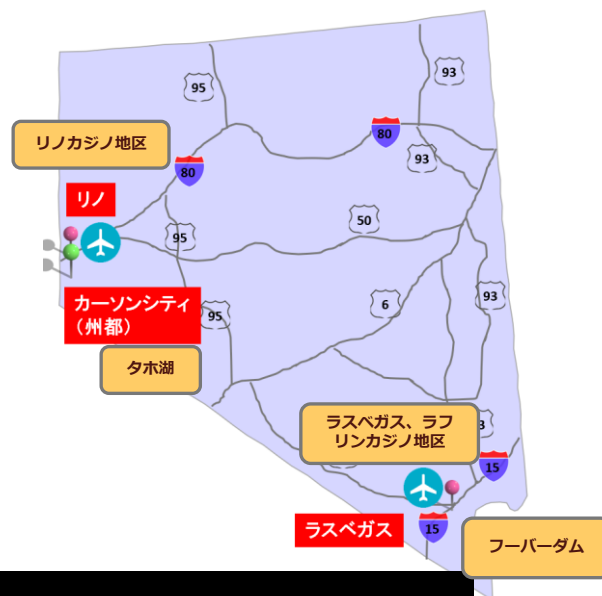 95
93
80
リノカジノ地区
93
80
リノ
50
95
カーソンシティ
（州都）
95
6
93
タホ湖
ラスベガス、ラフ
リンカジノ地区
3
15
ラスベガス
15
フーバーダム